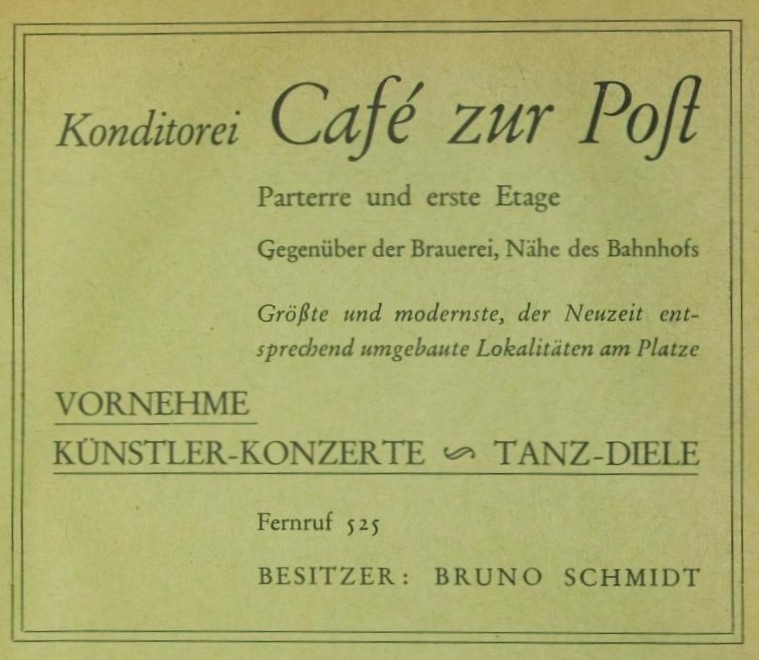 Konditorei Café zur Poſt
Parterre und erste Etage
Gegenüber der Brauerei, Nähe des Bahnhofs
Größte und modernste, der Neuzeit ent-
sprechend umgebaute Lokalitäten am Platze
VORNEHME
KÜNSTLER-KONZERTE ~ TANZ-DIELE
Fernruf 525
BESITZER: BRUNO SCHMIDT